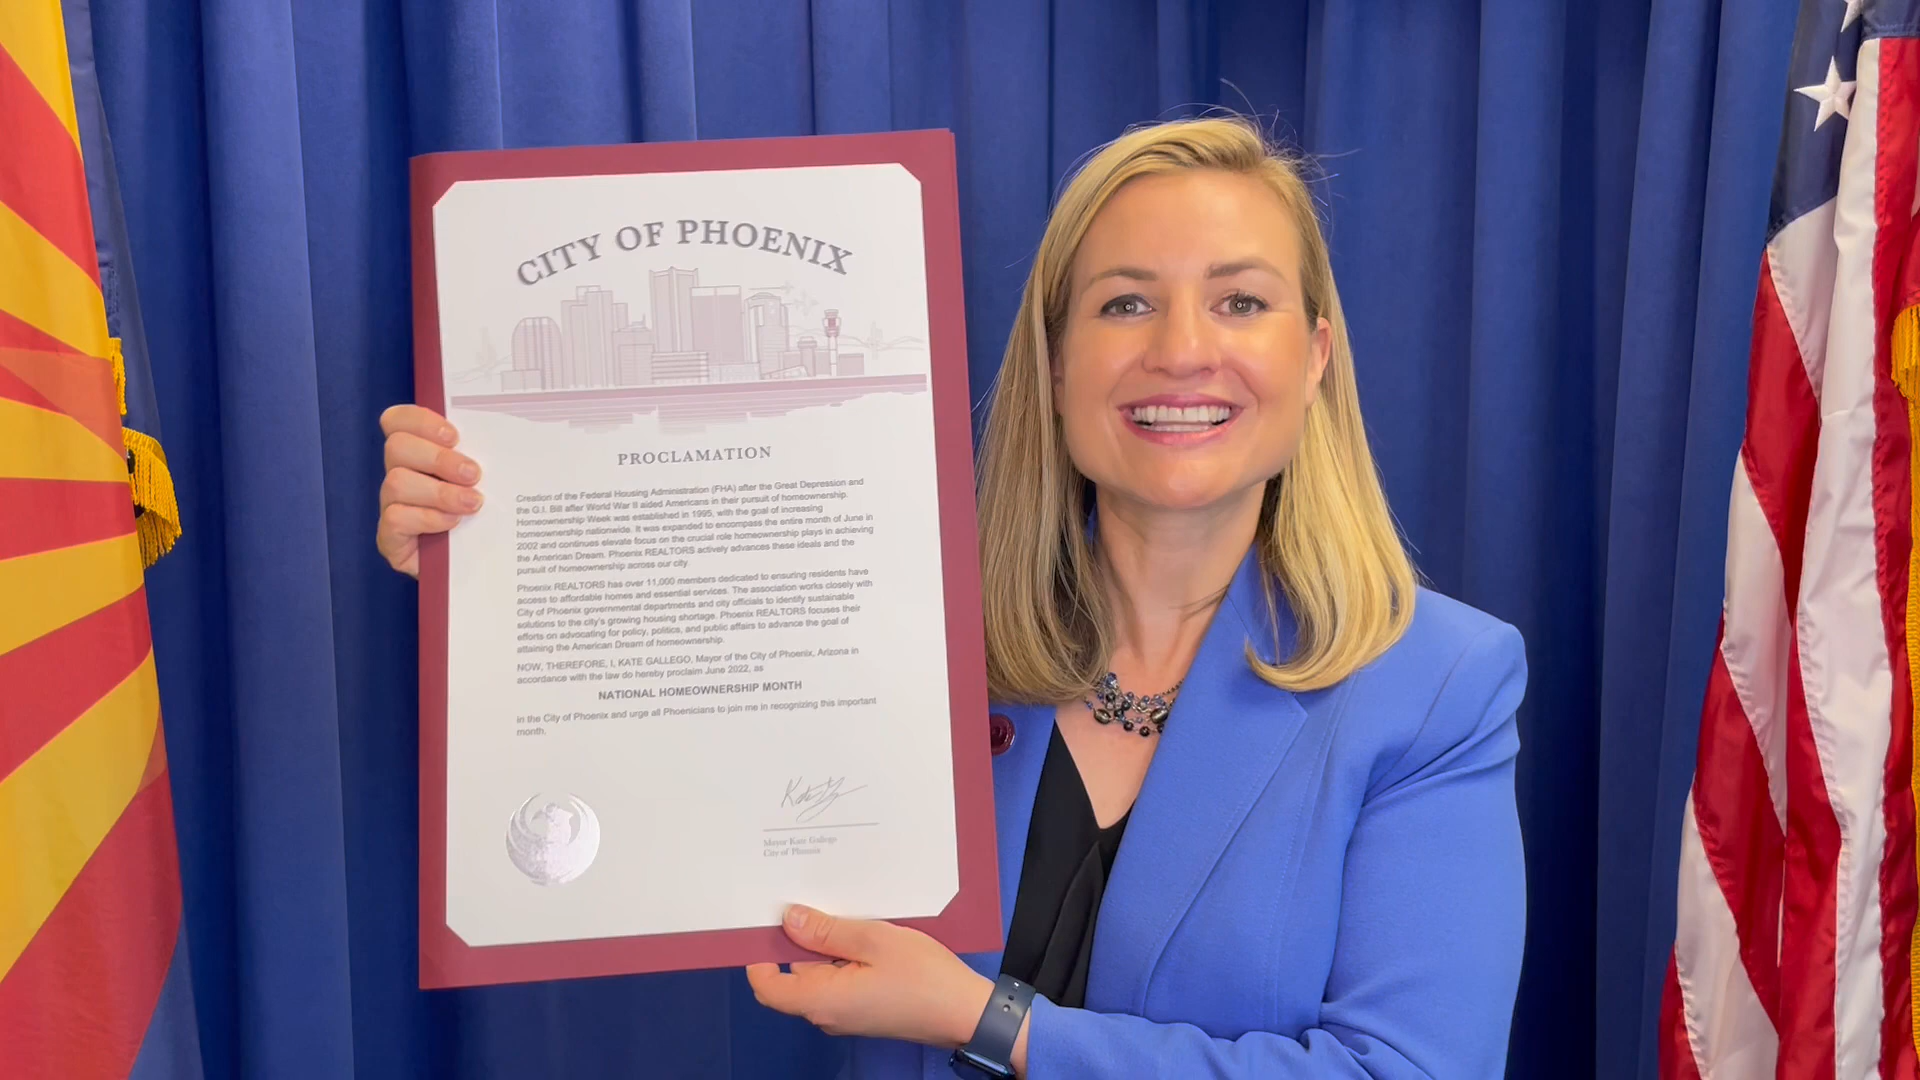 CITY OF PHOENIX
PROCLAMATION
Creation of the Federal Housing Administration (FHA) after the Great Depression and
the G.I. Bill after World War II aided Americans in their pursuit of homeownership.
Homeownership Week was established in 1995, with the goal of increasing
homeownership nationwide. It was expanded to encompass the entire month of June in
2002 and continues elevate focus on the crucial role homeownership plays in achieving
the American Dream. Phoenix REALTORS actively advances these ideals and the
pursuit of homeownership across our city.
Phoenix REALTORS has over 11,000 members dedicated to ensuring residents have
access to affordable homes and essential services. The association works closely with
City of Phoenix governmental departments and city officials to identify sustainable
solutions to the city's growing housing shortage. Phoenix REALTORS focuses their
efforts on advocating for policy, politics, and public affairs to advance the goal of
attaining the American Dream of homeownership.
NOW, THEREFORE, I, KATE GALLEGO, Mayor of the City of Phoenix, Arizona in
accordance with the law do hereby proclaim June 2022, as
NATIONAL HOMEOWNERSHIP MONTH
in the City of Phoenix and urge all Phoenicians to join me in recognizing this important
month.
Mayor Kate Gallego
City of Phoenix